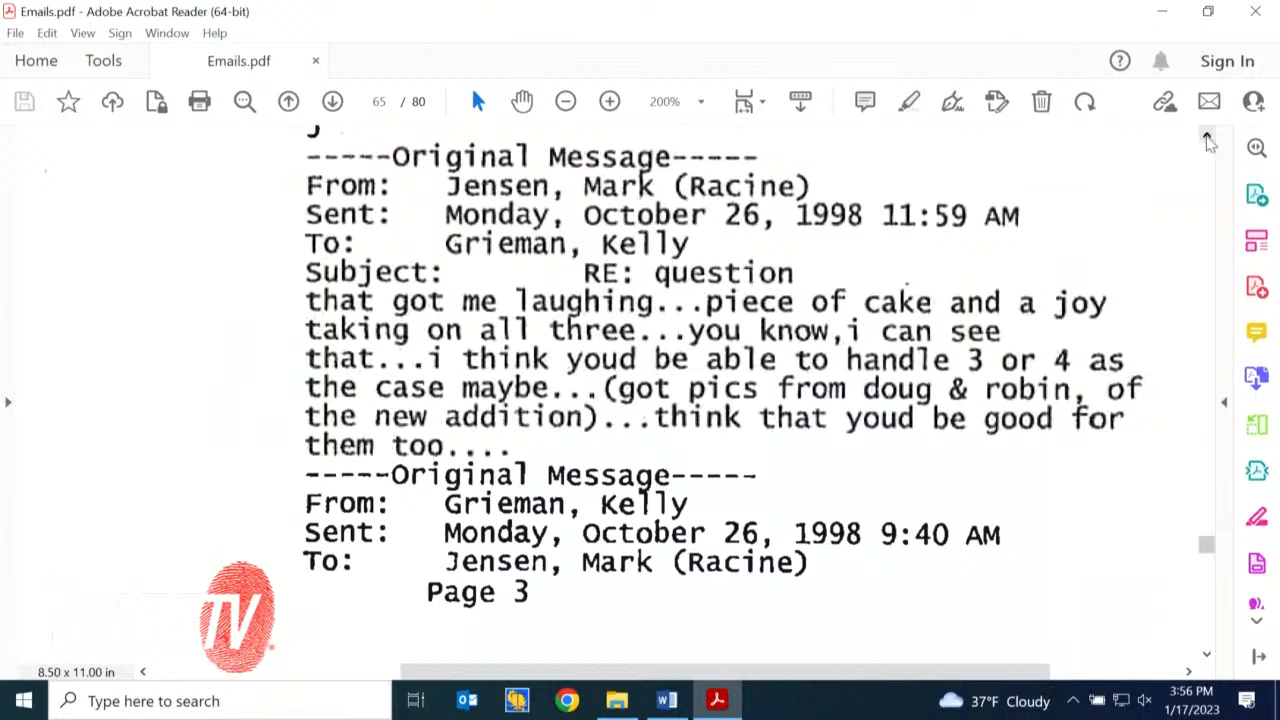 Emails.pdf - Adobe Acrobat Reader (64-bit)
File Edit View Sign Window Help
Home Tools Emails.pdf × Sign In
65 / 80 200%
-----Original Message-----
From: Jensen, Mark (Racine)
Sent: Monday, October 26, 1998 11:59 AM
To: Grieman, Kelly
Subject: RE: question
that got me laughing...piece of cake and a joy
taking on all three...you know,i can see
that...i think youd be able to handle 3 or 4 as
the case maybe...(got pics from doug & robin, of
the new addition)...think that youd be good for
them too....
-----Original Message-----
From: Grieman, Kelly
Sent: Monday, October 26, 1998 9:40 AM
To: Jensen, Mark (Racine)
Page 3
TV
8.50 x 11.00 in
Type here to search
37°F Cloudy
3:56 PM
1/17/2023